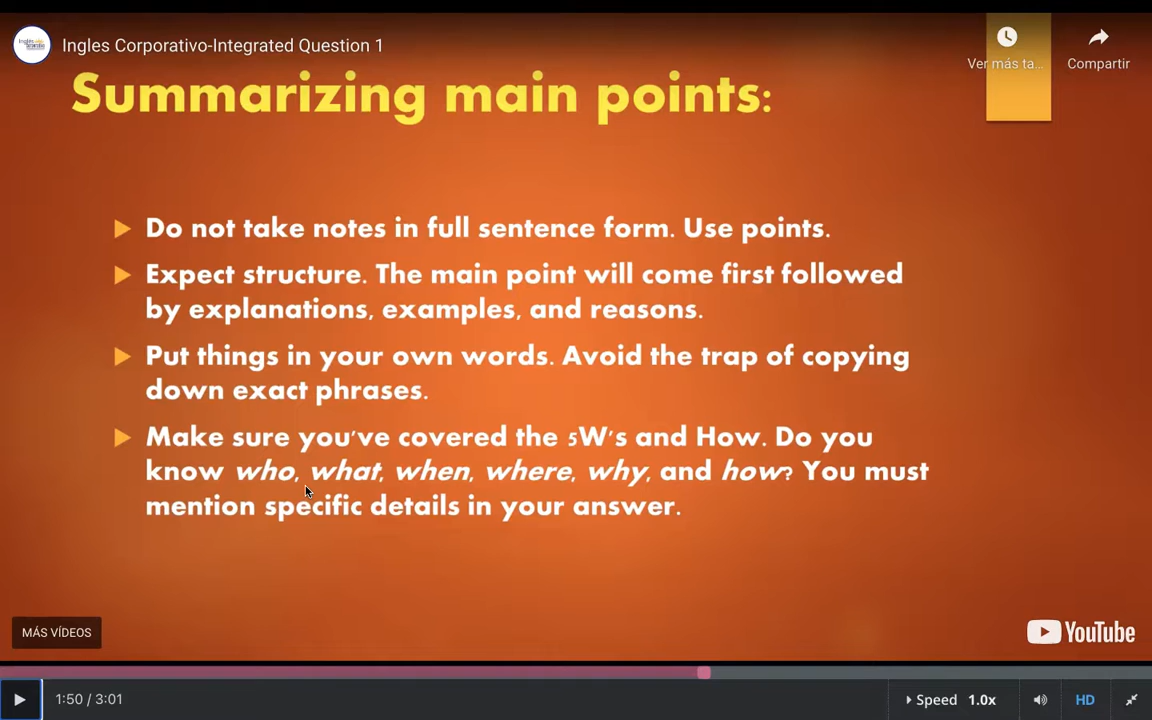 Ingles Corporativo-Integrated Question 1
Ver más ta...
Compartir
Summarizing main points:
Do not take notes in full sentence form. Use points.
Expect structure. The main point will come first followed
by explanations, examples, and reasons.
Put things in your own words. Avoid the trap of copying
down exact phrases.
Make sure you've covered the 5W's and How. Do you
know who, what, when, where, why, and how? You must
mention specific details in your answer.
MÁS VÍDEOS
YouTube
1:50 / 3:01
Speed 1.0x
HD